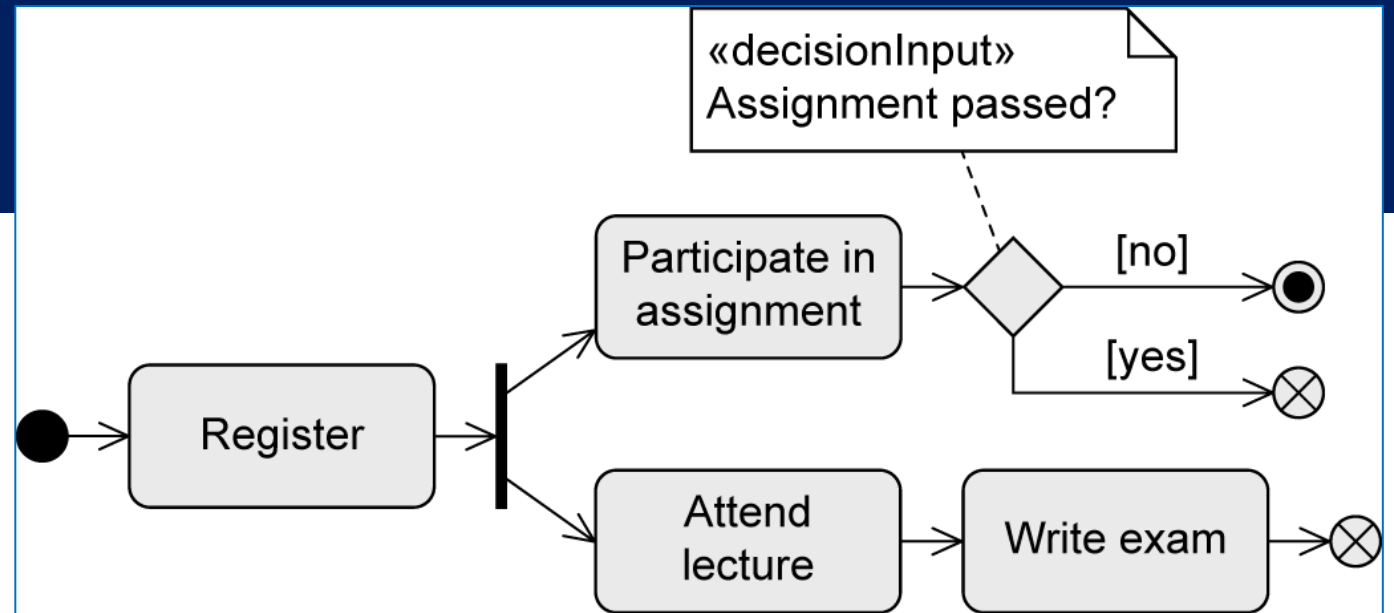 «decisionInput»
Assignment passed?
Participate in
assignment
[no]
[yes]
Register
Attend
lecture
Write exam